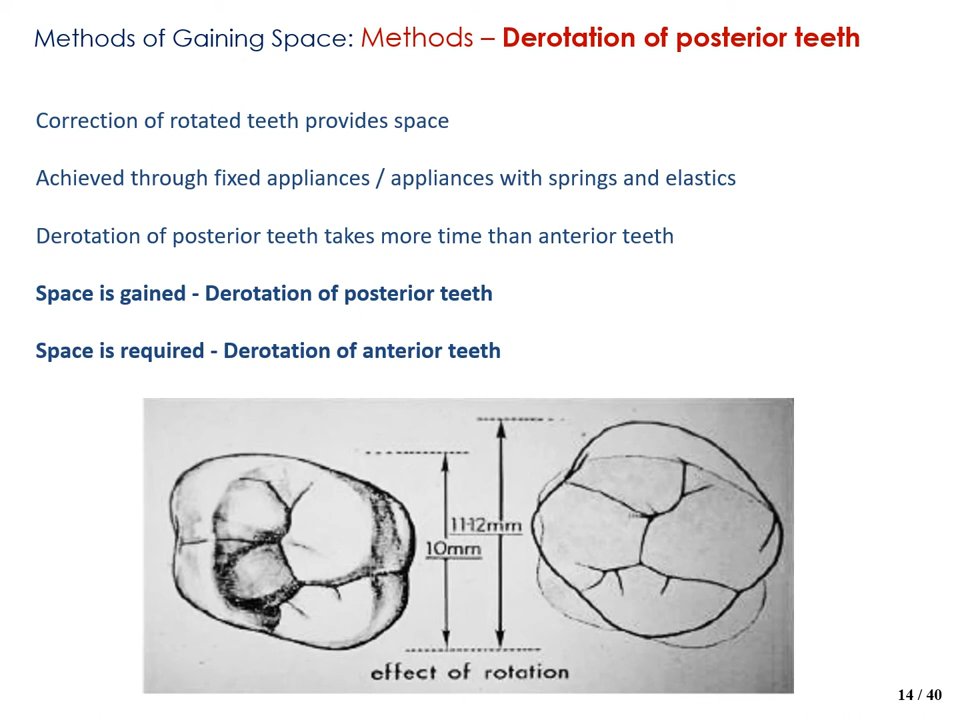 Methods of Gaining Space: Methods – Derotation of posterior teeth
Correction of rotated teeth provides space
Achieved through fixed appliances / appliances with springs and elastics
Derotation of posterior teeth takes more time than anterior teeth
Space is gained - Derotation of posterior teeth
Space is required - Derotation of anterior teeth
11-12mm
10mm
effect of rotation
14 / 40